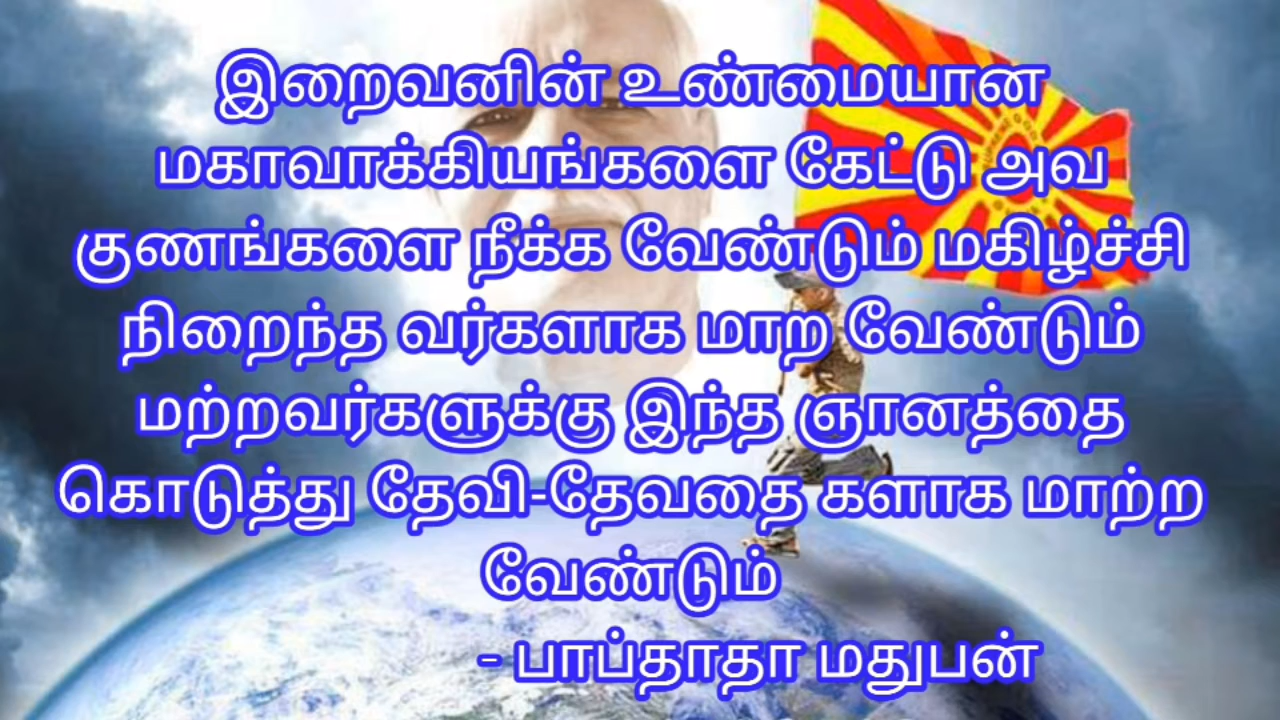 இறைவனின் உண்மையான
மகாவாக்கியங்களை கேட்டு அவ
குணங்களை நீக்க வேண்டும் மகிழ்ச்சி
நிறைந்த வர்களாக மாற வேண்டும்
மற்றவர்களுக்கு இந்த ஞானத்தை
கொடுத்து தேவி-தேவதை களாக மாற்ற
வேண்டும்
- பாப்தாதா மதுபன்